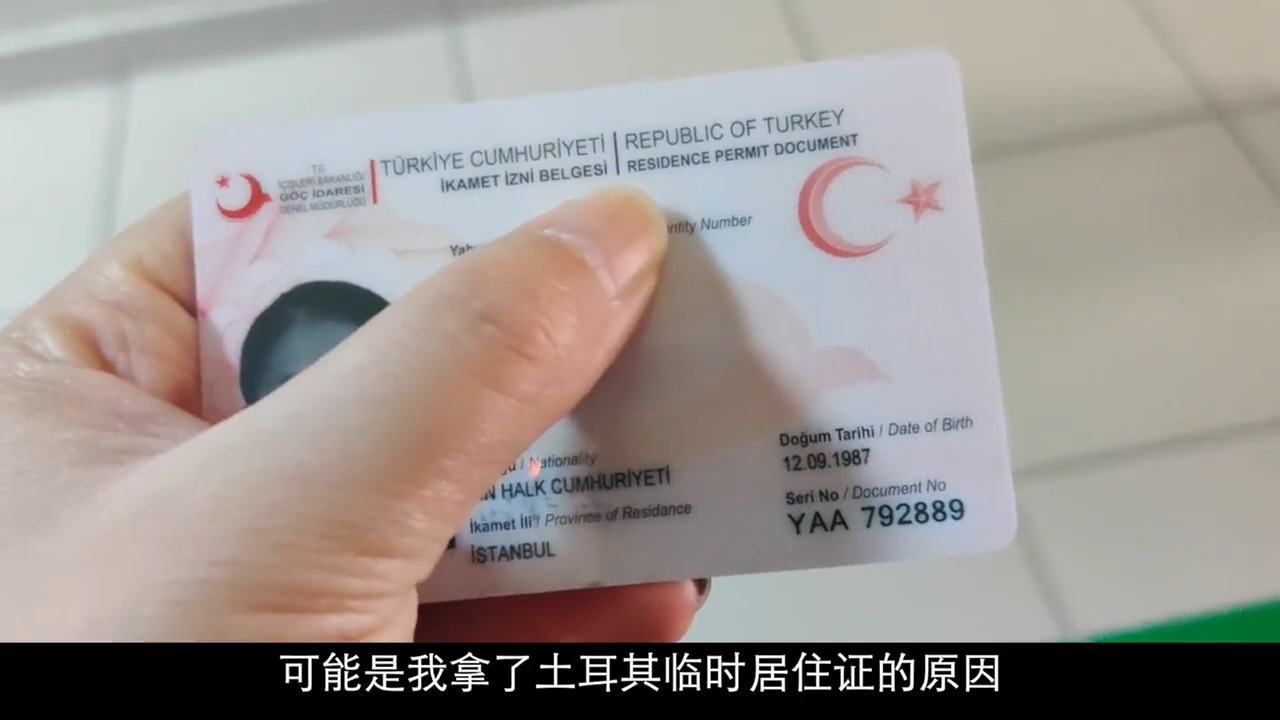 T.C.
İÇİŞLERİ BAKANLIĞI
GÖÇ İDARESİ
GENEL MÜDÜRLÜĞÜ
TÜRKİYE CUMHURİYETİ
İKAMET İZNİ BELGESİ
REPUBLIC OF TURKEY
RESIDENCE PERMIT DOCUMENT
Number
/ Nationality
HALK CUMHURİYETİ
İkamet İli / Province of Residance
İSTANBUL
Doğum Tarihi / Date of Birth
12.09.1987
Seri No / Document No
YAA 792889
可能是我拿了土耳其临时居住证的原因